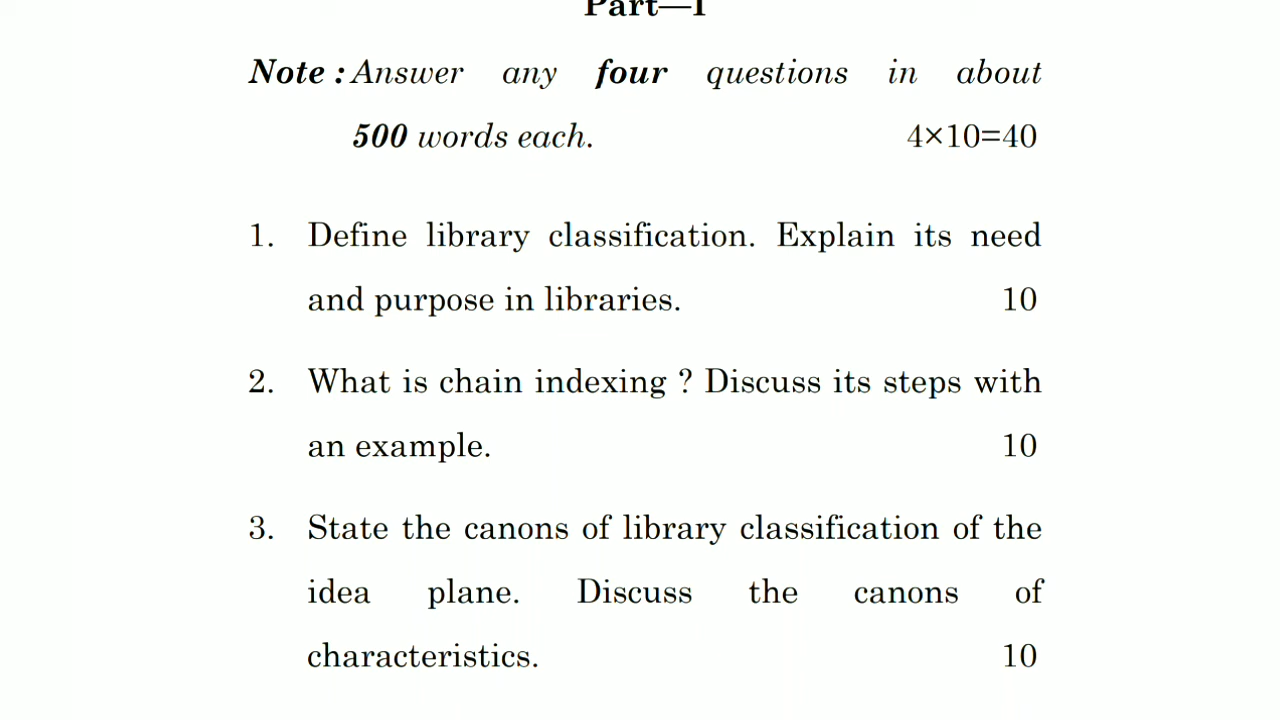 Part—I
Note : Answer any four questions in about
500 words each. 4×10=40
1. Define library classification. Explain its need
and purpose in libraries. 10
2. What is chain indexing ? Discuss its steps with
an example. 10
3. State the canons of library classification of the
idea plane. Discuss the canons of
characteristics. 10